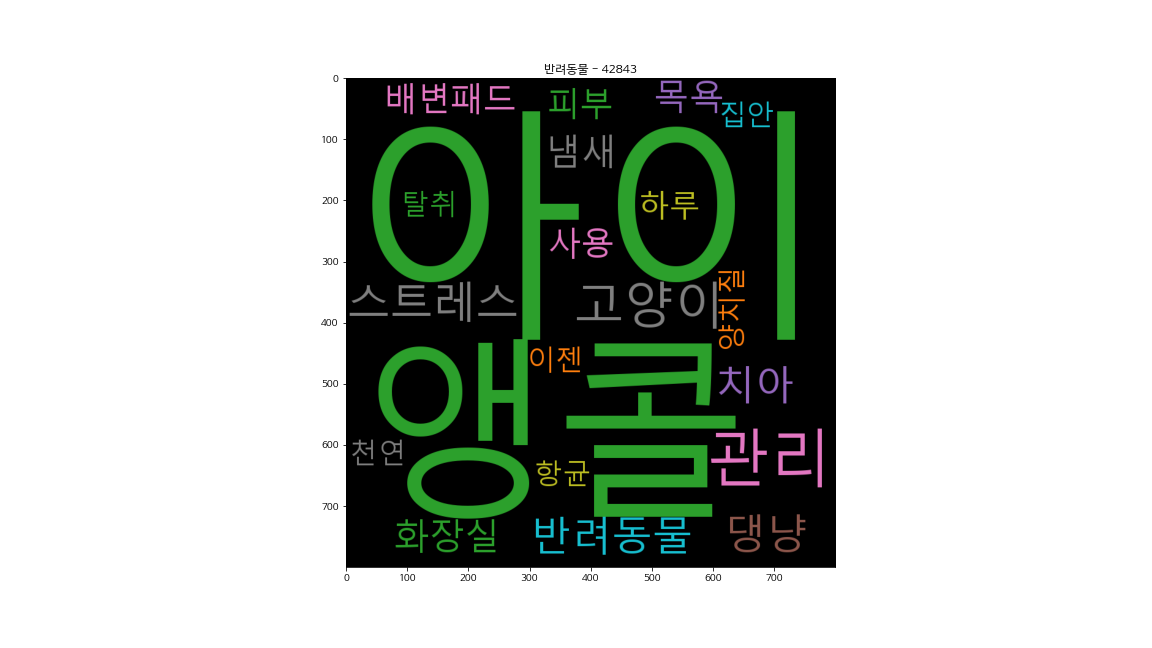 반려동물 – 42843
배변패드 피부 목욕 집안
냄새
아이
탈취 하루
사용
스트레스 고양이 양치질
앵콜
이젠
치아
천연 항균 관리
화장실 반려동물 댕냥
0
100
200
300
400
500
600
700
0 100 200 300 400 500 600 700